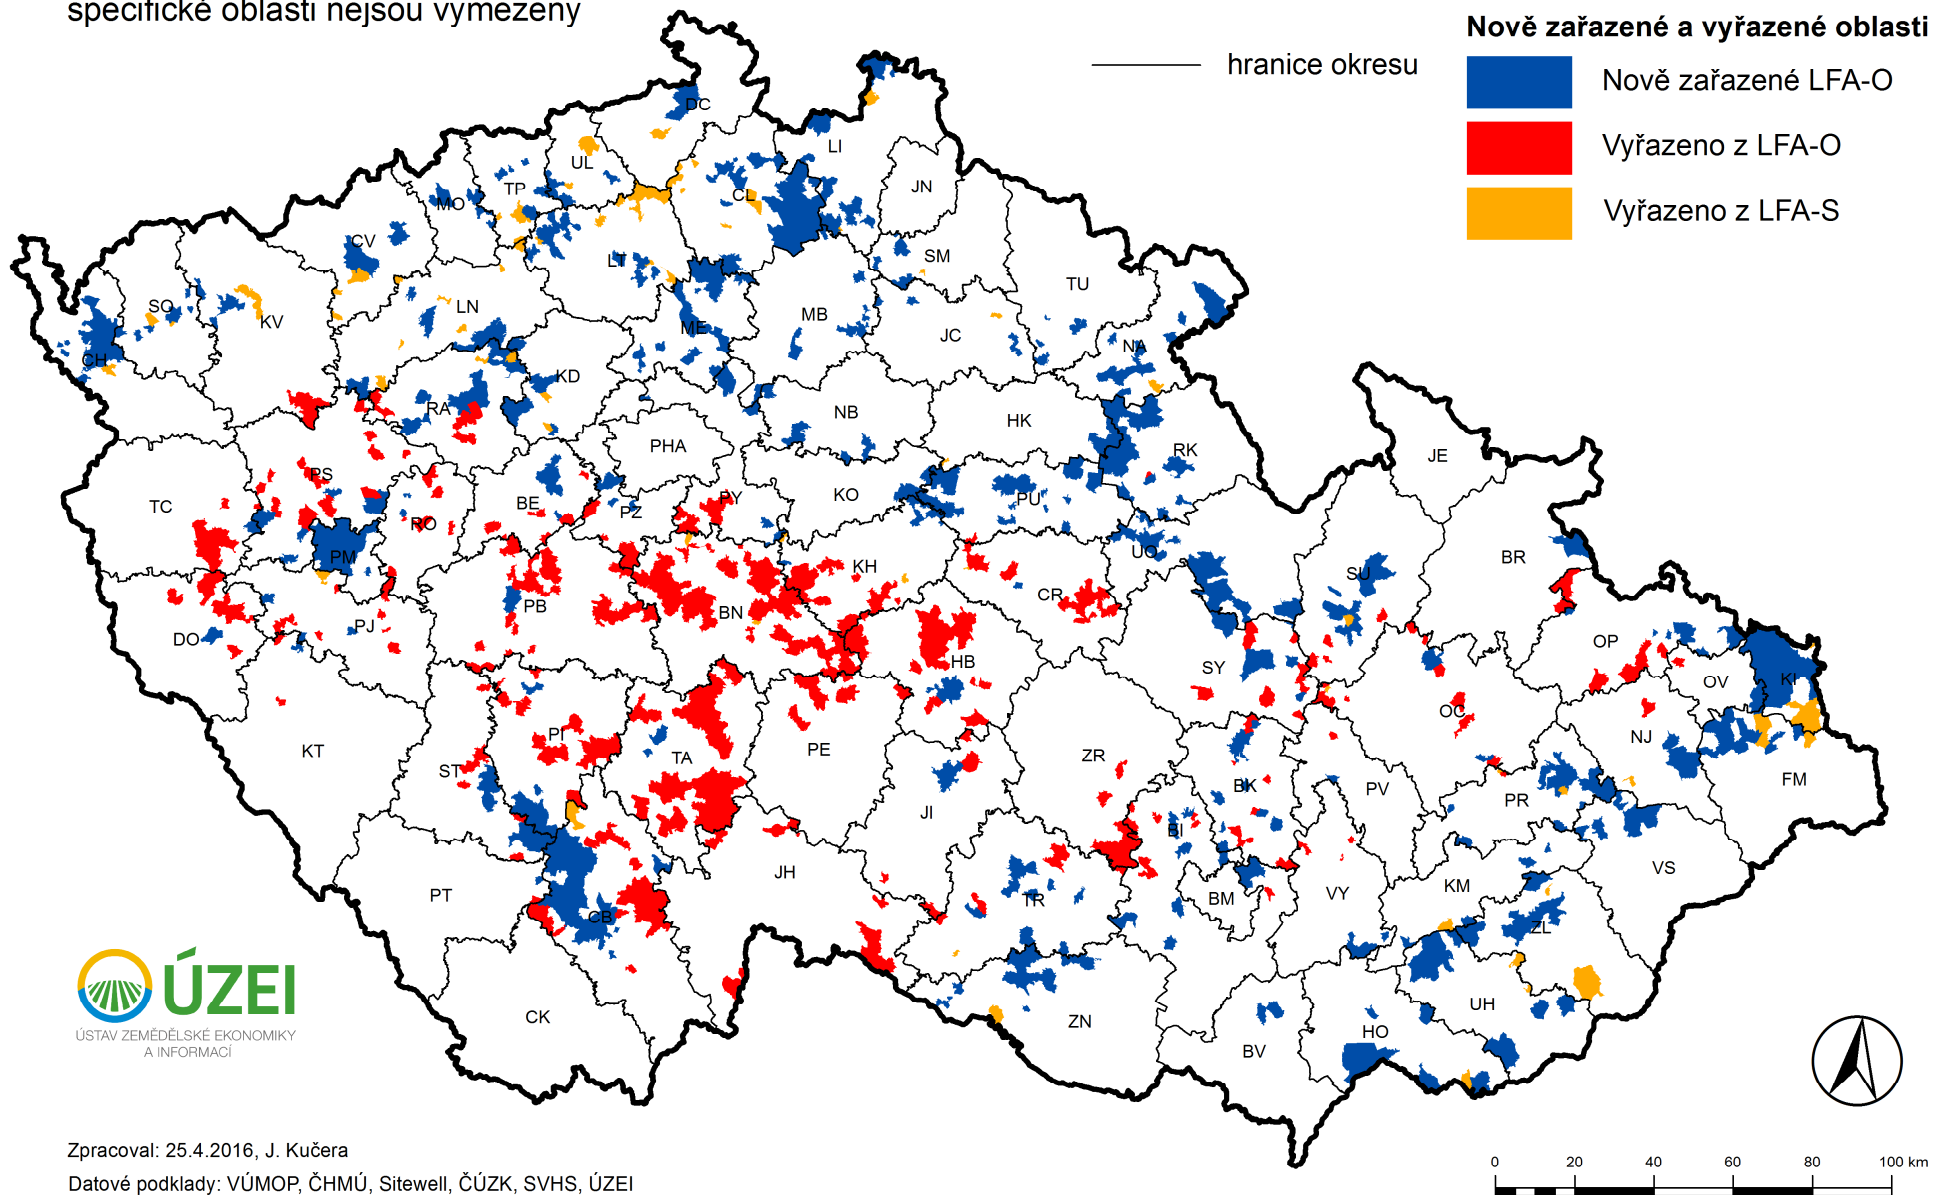 specifické oblasti nejsou vymezeny
Nově zařazené a vyřazené oblasti
hranice okresu
Nově zařazené LFA-O
Vyřazeno z LFA-O
Vyřazeno z LFA-S
DC
LI
UL
JN
TP
CL
MO
CV
LT
SM
TU
SO
LN
KV
ME
MB
JC
NA
CH
KD
RA
NB
HK
PHA
RK
JE
PS
TC
BE
PY
KO
PU
RO
PZ
UO
PM
BR
KH
SU
CR
PB
BN
PJ
DO
OP
HB
SY
OV
KI
OC
PI
NJ
KT
PE
TA
ZR
ST
FM
BK
PV
PR
JI
BI
VS
JH
KM
PT
VY
BM
TR
CB
ZL
UH
CK
ZN
HO
BV
ÚZEI
ÚSTAV ZEMĚDĚLSKÉ EKONOMIKY
A INFORMACÍ
Zpracoval: 25.4.2016, J. Kučera
Datové podklady: VÚMOP, ČHMÚ, Sitewell, ČÚZK, SVHS, ÚZEI
0 20 40 60 80 100 km